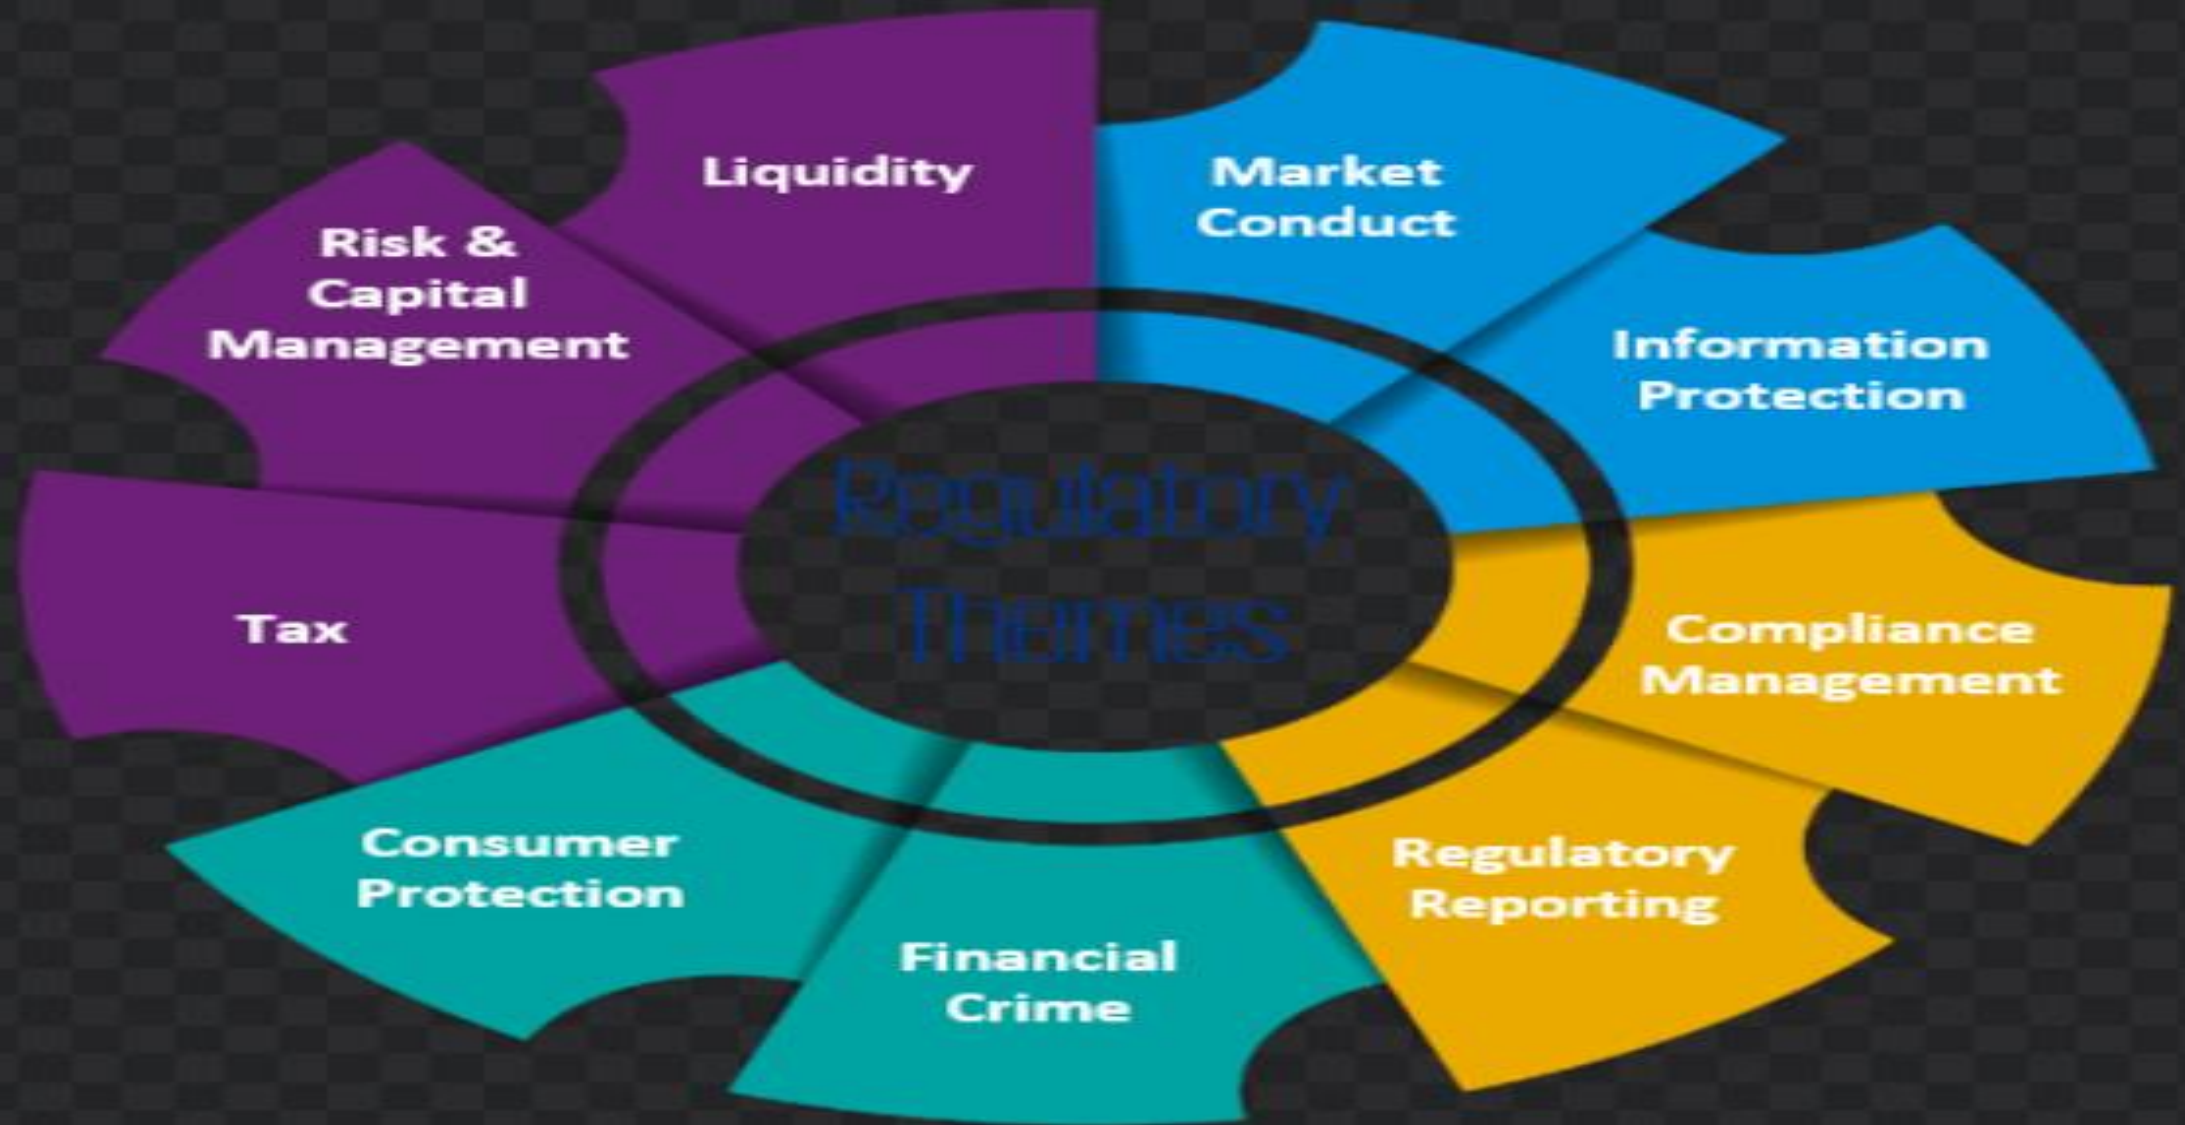 Liquidity
Market
Conduct
Risk &
Capital
Management
Information
Protection
Regulatory
Themes
Tax
Compliance
Management
Consumer
Protection
Regulatory
Reporting
Financial
Crime